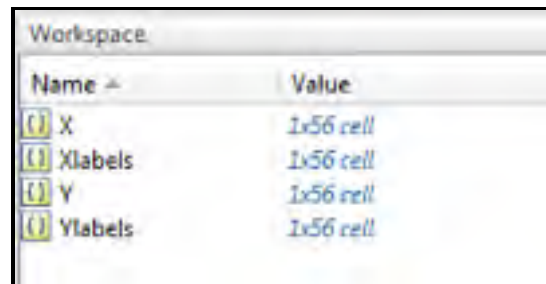 Workspace
Name Value
X 1x56 cell
Xlabels 1x56 cell
Y 1x56 cell
Ylabels 1x56 cell